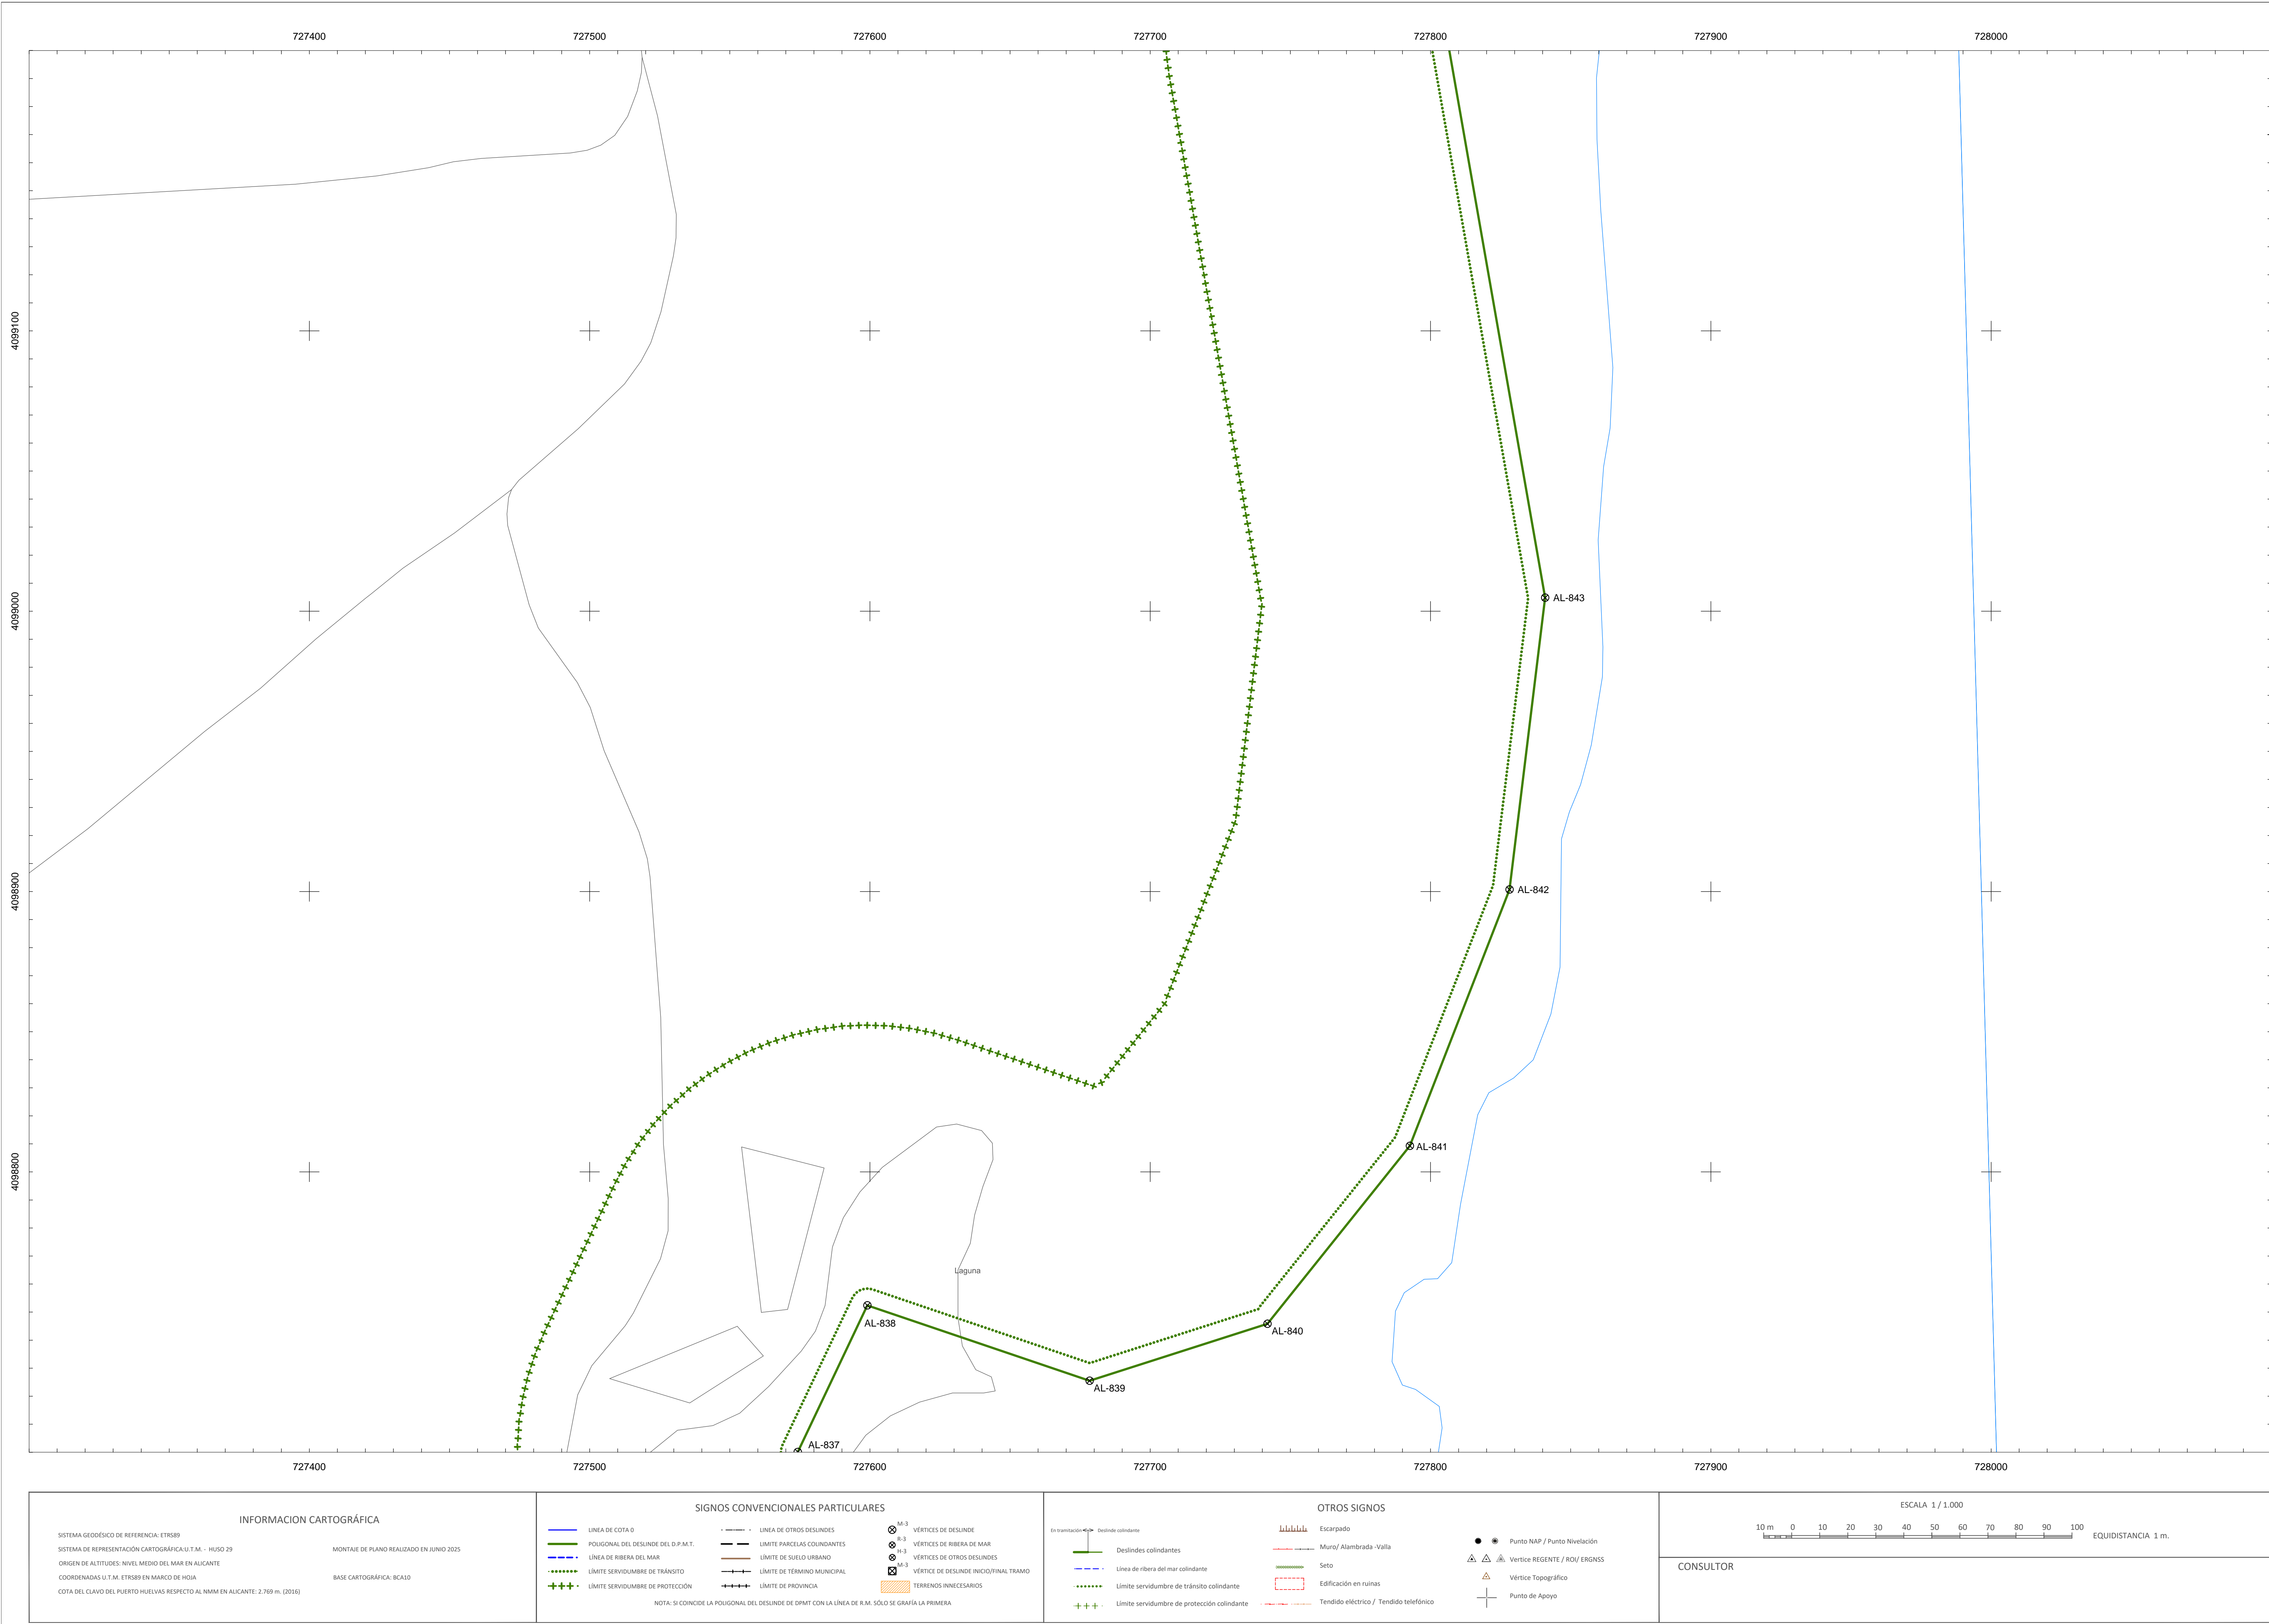 727400 727500 727600 727700 727800 727900 728000
4099100
4099000
4098900
4098800
AL-843
AL-842
AL-841
Laguna
AL-838
AL-840
AL-839
AL-837
727400 727500 727600 727700 727800 727900 728000
INFORMACION CARTOGRÁFICA
SISTEMA GEODÉSICO DE REFERENCIA: ETRS89
SISTEMA DE REPRESENTACIÓN CARTOGRÁFICA:U.T.M. - HUSO 29
MONTAJE DE PLANO REALIZADO EN JUNIO 2025
ORIGEN DE ALTITUDES: NIVEL MEDIO DEL MAR EN ALICANTE
COORDENADAS U.T.M. ETRS89 EN MARCO DE HOJA
BASE CARTOGRÁFICA: BCA10
COTA DEL CLAVO DEL PUERTO HUELVAS RESPECTO AL NMM EN ALICANTE: 2.769 m. (2016)
SIGNOS CONVENCIONALES PARTICULARES
LINEA DE COTA 0
POLIGONAL DEL DESLINDE DEL D.P.M.T.
LÍNEA DE RIBERA DEL MAR
LÍMITE SERVIDUMBRE DE TRÁNSITO
LÍMITE SERVIDUMBRE DE PROTECCIÓN
LINEA DE OTROS DESLINDES
LIMITE PARCELAS COLINDANTES
LÍMITE DE SUELO URBANO
LÍMITE DE TÉRMINO MUNICIPAL
LÍMITE DE PROVINCIA
M-3
VÉRTICES DE DESLINDE
R-3
VÉRTICES DE RIBERA DE MAR
H-3
VÉRTICES DE OTROS DESLINDES
M-3
VÉRTICE DE DESLINDE INICIO/FINAL TRAMO
TERRENOS INNECESARIOS
NOTA: SI COINCIDE LA POLIGONAL DEL DESLINDE DE DPMT CON LA LÍNEA DE R.M. SÓLO SE GRAFÍA LA PRIMERA
OTROS SIGNOS
En tramitación Deslinde colindante
Deslindes colindantes
Línea de ribera del mar colindante
Límite servidumbre de tránsito colindante
Límite servidumbre de protección colindante
Escarpado
Muro/ Alambrada -Valla
Seto
Edificación en ruinas
Tendido eléctrico / Tendido telefónico
Punto NAP / Punto Nivelación
Vertice REGENTE / ROI/ ERGNSS
Vértice Topográfico
Punto de Apoyo
ESCALA 1 / 1.000
10 m 0 10 20 30 40 50 60 70 80 90 100
EQUIDISTANCIA 1 m.
CONSULTOR